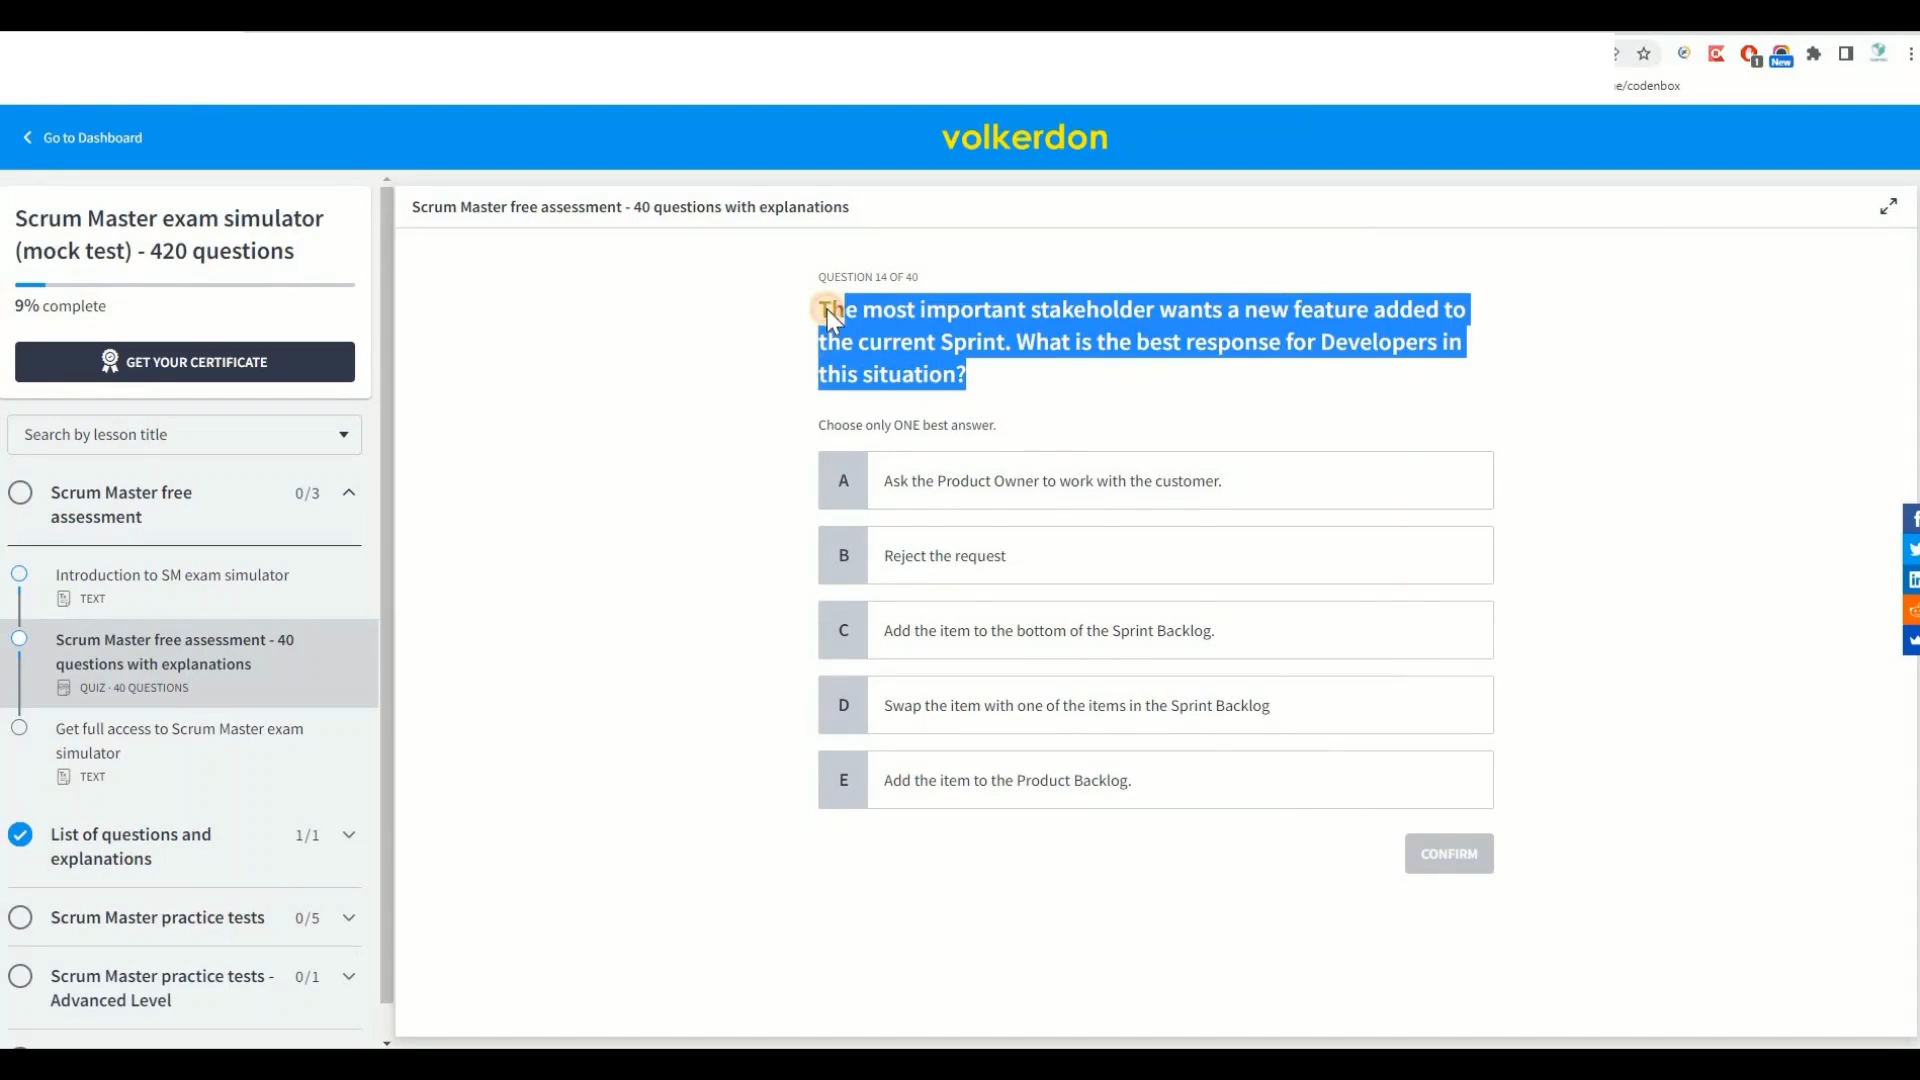 New
1
e/codenbox
Go to Dashboard
volkerdon
Scrum Master exam simulator
(mock test) - 420 questions
9% complete
GET YOUR CERTIFICATE
Search by lesson title
Scrum Master free
assessment
0/3
Introduction to SM exam simulator
TEXT
Scrum Master free assessment - 40
questions with explanations
QUIZ - 40 QUESTIONS
Get full access to Scrum Master exam
simulator
TEXT
List of questions and
explanations
1/1
Scrum Master practice tests
0/5
Scrum Master practice tests -
Advanced Level
0/1
Scrum Master free assessment - 40 questions with explanations
QUESTION 14 OF 40
The most important stakeholder wants a new feature added to
the current Sprint. What is the best response for Developers in
this situation?
Choose only ONE best answer.
A Ask the Product Owner to work with the customer.
B Reject the request
C Add the item to the bottom of the Sprint Backlog.
D Swap the item with one of the items in the Sprint Backlog
E Add the item to the Product Backlog.
CONFIRM